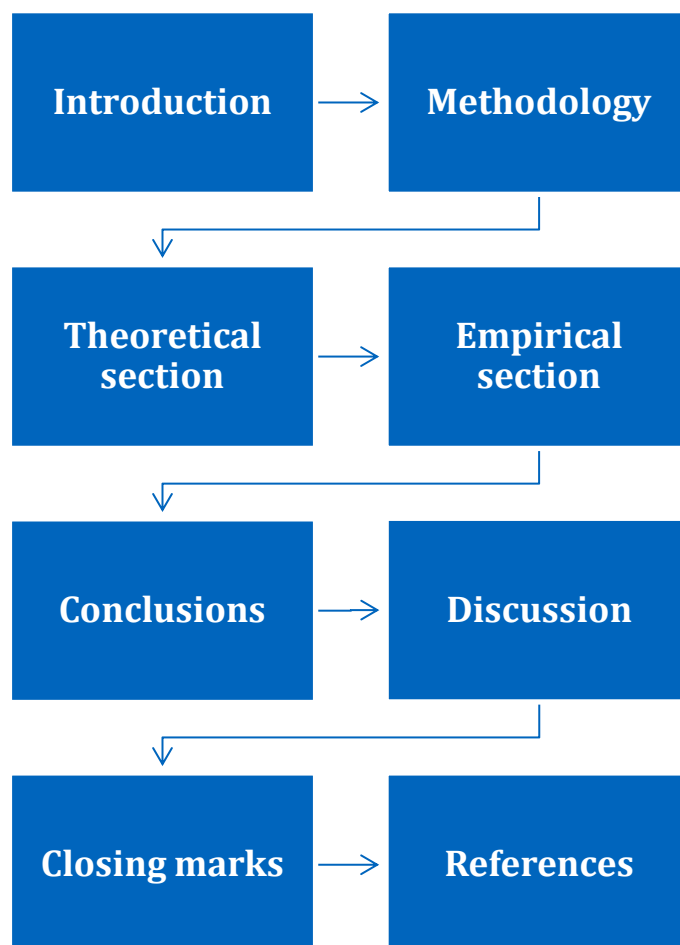 Introduction
Methodology
Theoretical
section
Empirical
section
Conclusions
Discussion
Closing marks
References